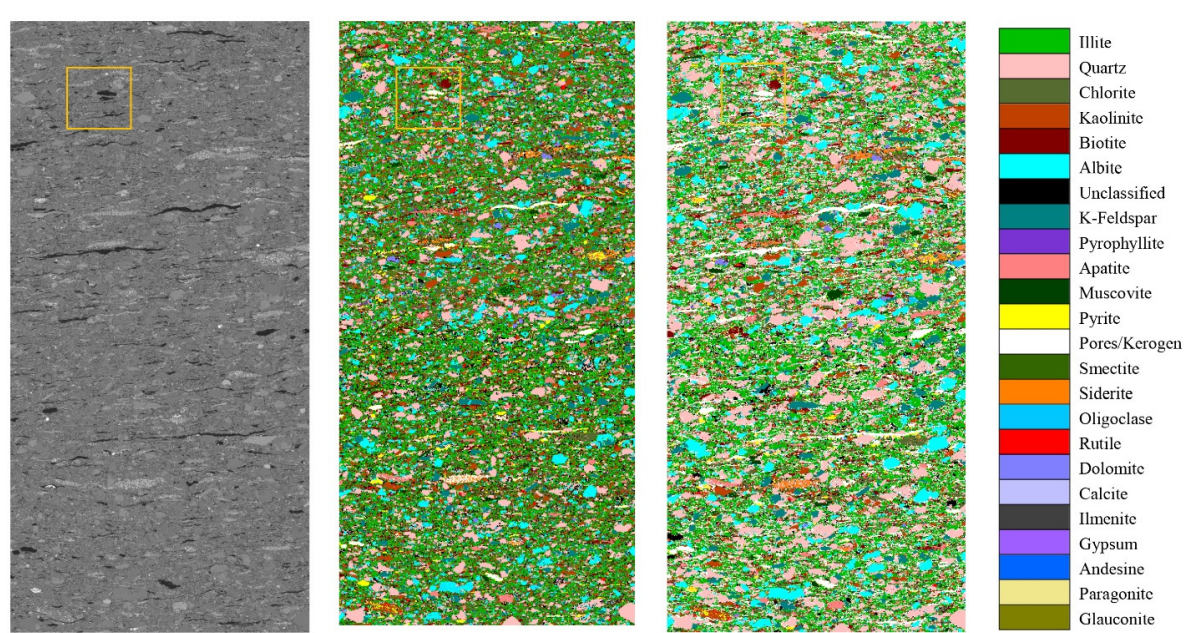 Illite
Quartz
Chlorite
Kaolinite
Biotite
Albite
Unclassified
K-Feldspar
Pyrophyllite
Apatite
Muscovite
Pyrite
Pores/Kerogen
Smectite
Siderite
Oligoclase
Rutile
Dolomite
Calcite
Ilmenite
Gypsum
Andesine
Paragonite
Glauconite